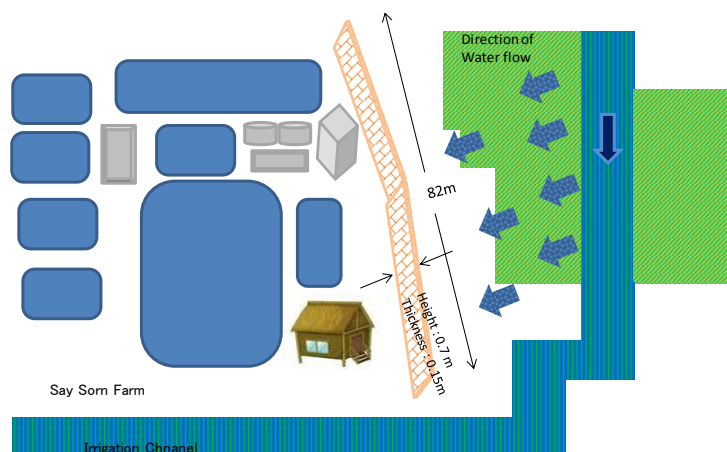 Direction of
Water flow
82m
Height : 0.7 m
Thickness : 0.15m
Say Sorn Farm
Irrigation Chnanel